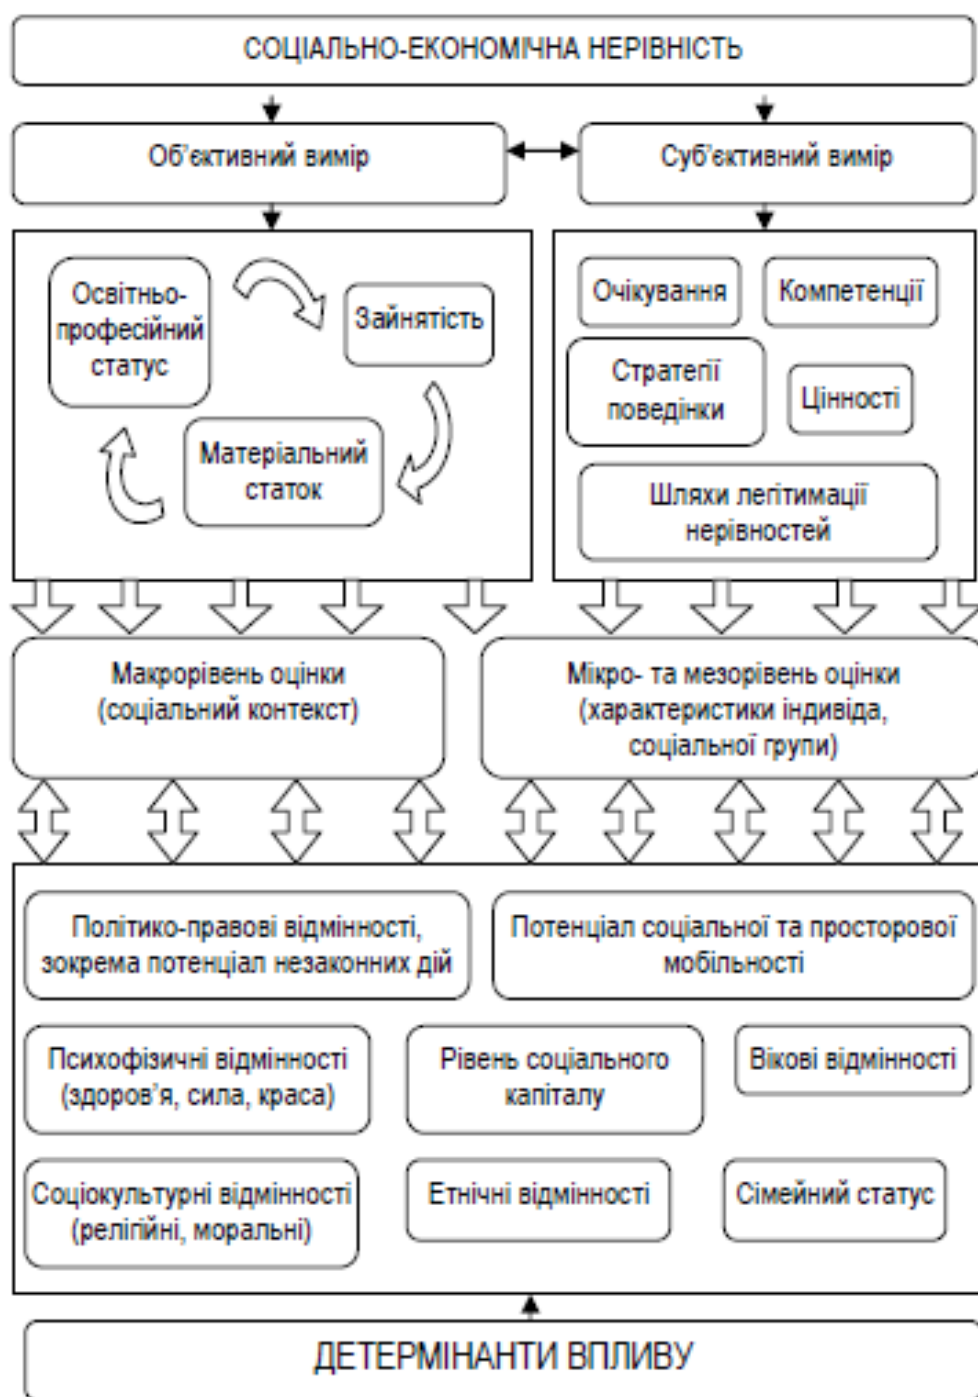 СОЦІАЛЬНО-ЕКОНОМІЧНА НЕРІВНІСТЬ
Об’єктивний вимір
Суб’єктивний вимір
Освітньо-
професійний
статус
Зайнятість
Матеріальний
статок
Очікування
Компетенції
Стратегії
поведінки
Цінності
Шляхи легітимації
нерівностей
Макрорівень оцінки
(соціальний контекст)
Мікро- та мезорівень оцінки
(характеристики індивіда,
соціальної групи)
Політико-правові відмінності,
зокрема потенціал незаконних дій
Потенціал соціальної та просторової
мобільності
Психофізичні відмінності
(здоров’я, сила, краса)
Рівень соціального
капіталу
Вікові відмінності
Соціокультурні відмінності
(релігійні, моральні)
Етнічні відмінності
Сімейний статус
ДЕТЕРМІНАНТИ ВПЛИВУ